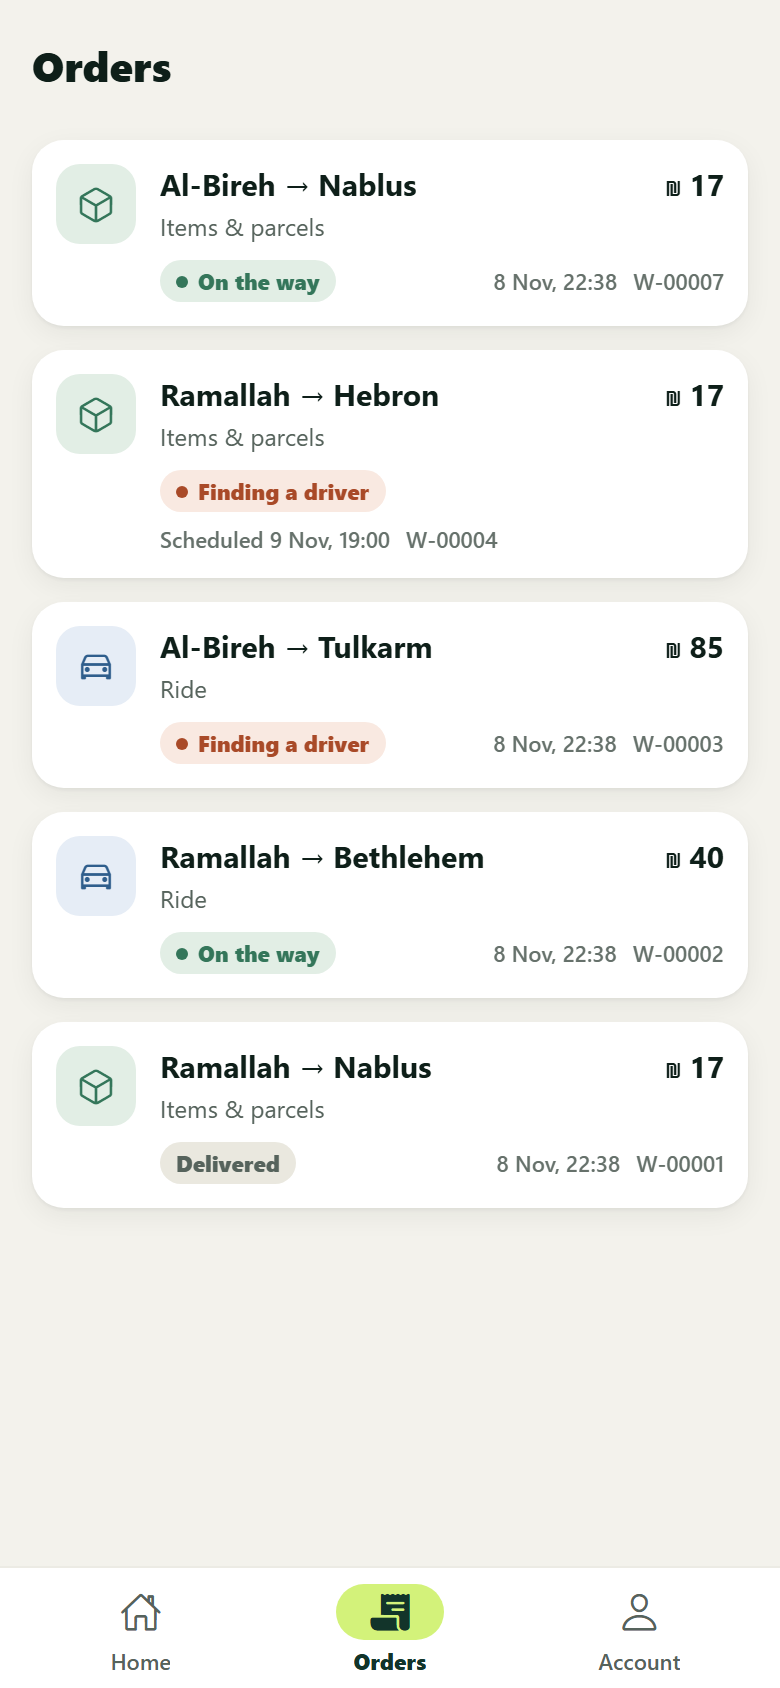 Orders
Al-Bireh → Nablus ₪ 17
Items & parcels
On the way 8 Nov, 22:38 W-00007
Ramallah → Hebron ₪ 17
Items & parcels
Finding a driver
Scheduled 9 Nov, 19:00 W-00004
Al-Bireh → Tulkarm ₪ 85
Ride
Finding a driver 8 Nov, 22:38 W-00003
Ramallah → Bethlehem ₪ 40
Ride
On the way 8 Nov, 22:38 W-00002
Ramallah → Nablus ₪ 17
Items & parcels
Delivered 8 Nov, 22:38 W-00001
Home Orders Account